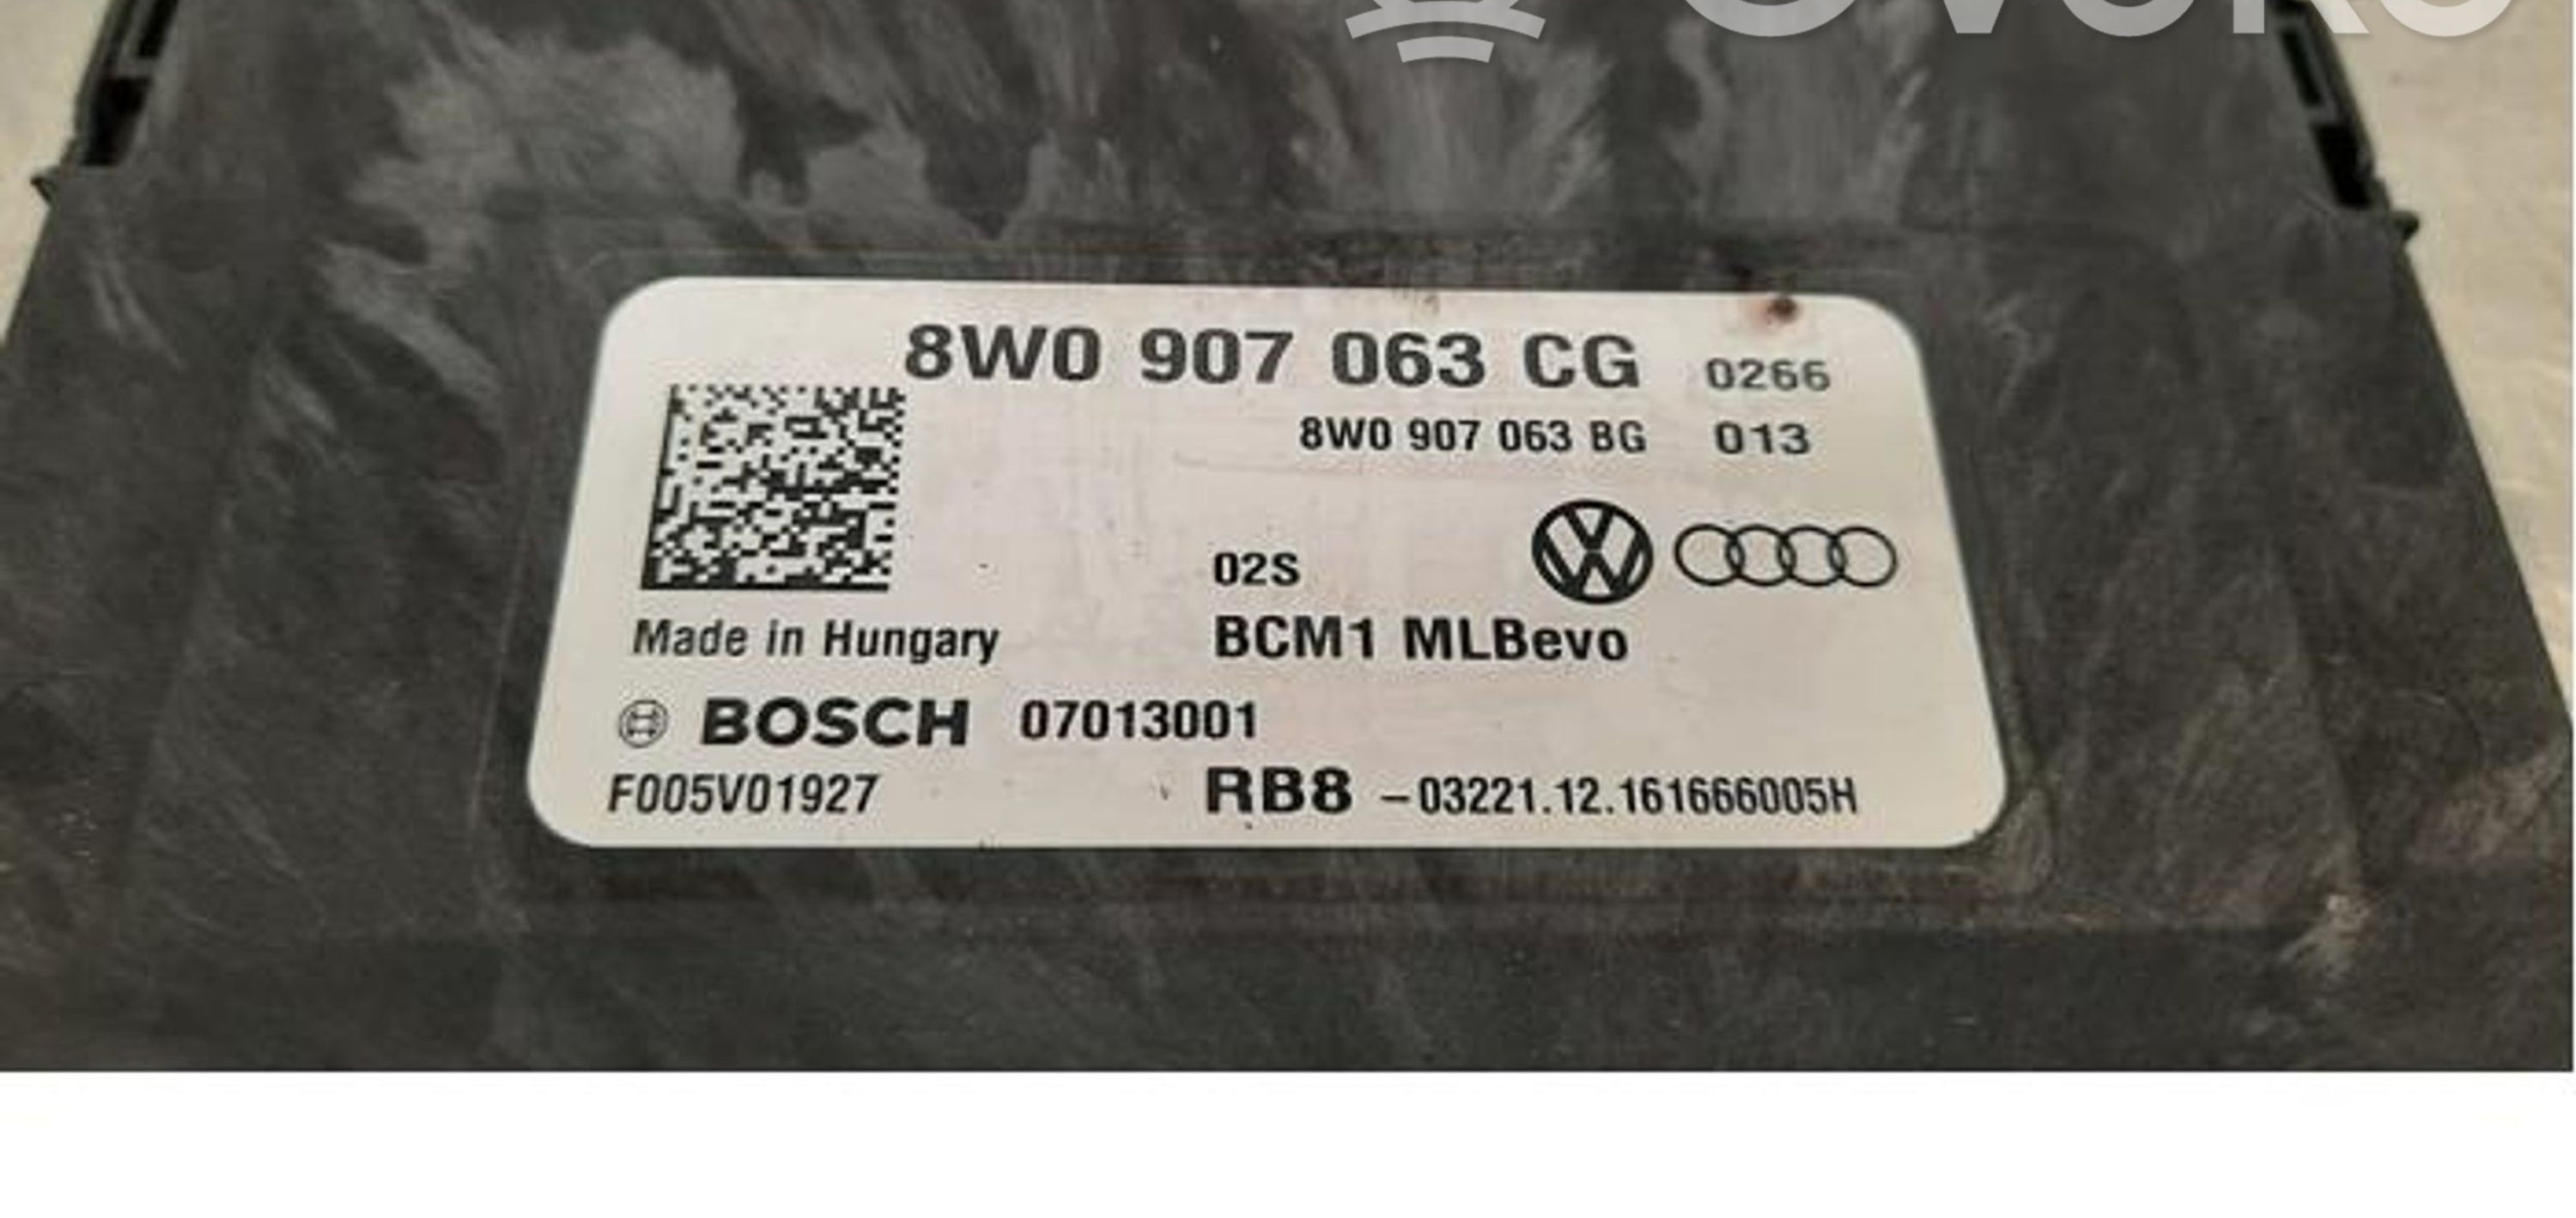 8W0 907 063 CG 0266
8W0 907 063 BG 013
02S
Made in Hungary BCM1 MLBevo
BOSCH 07013001
F005V01927 RB8 -03221.12.161666005H